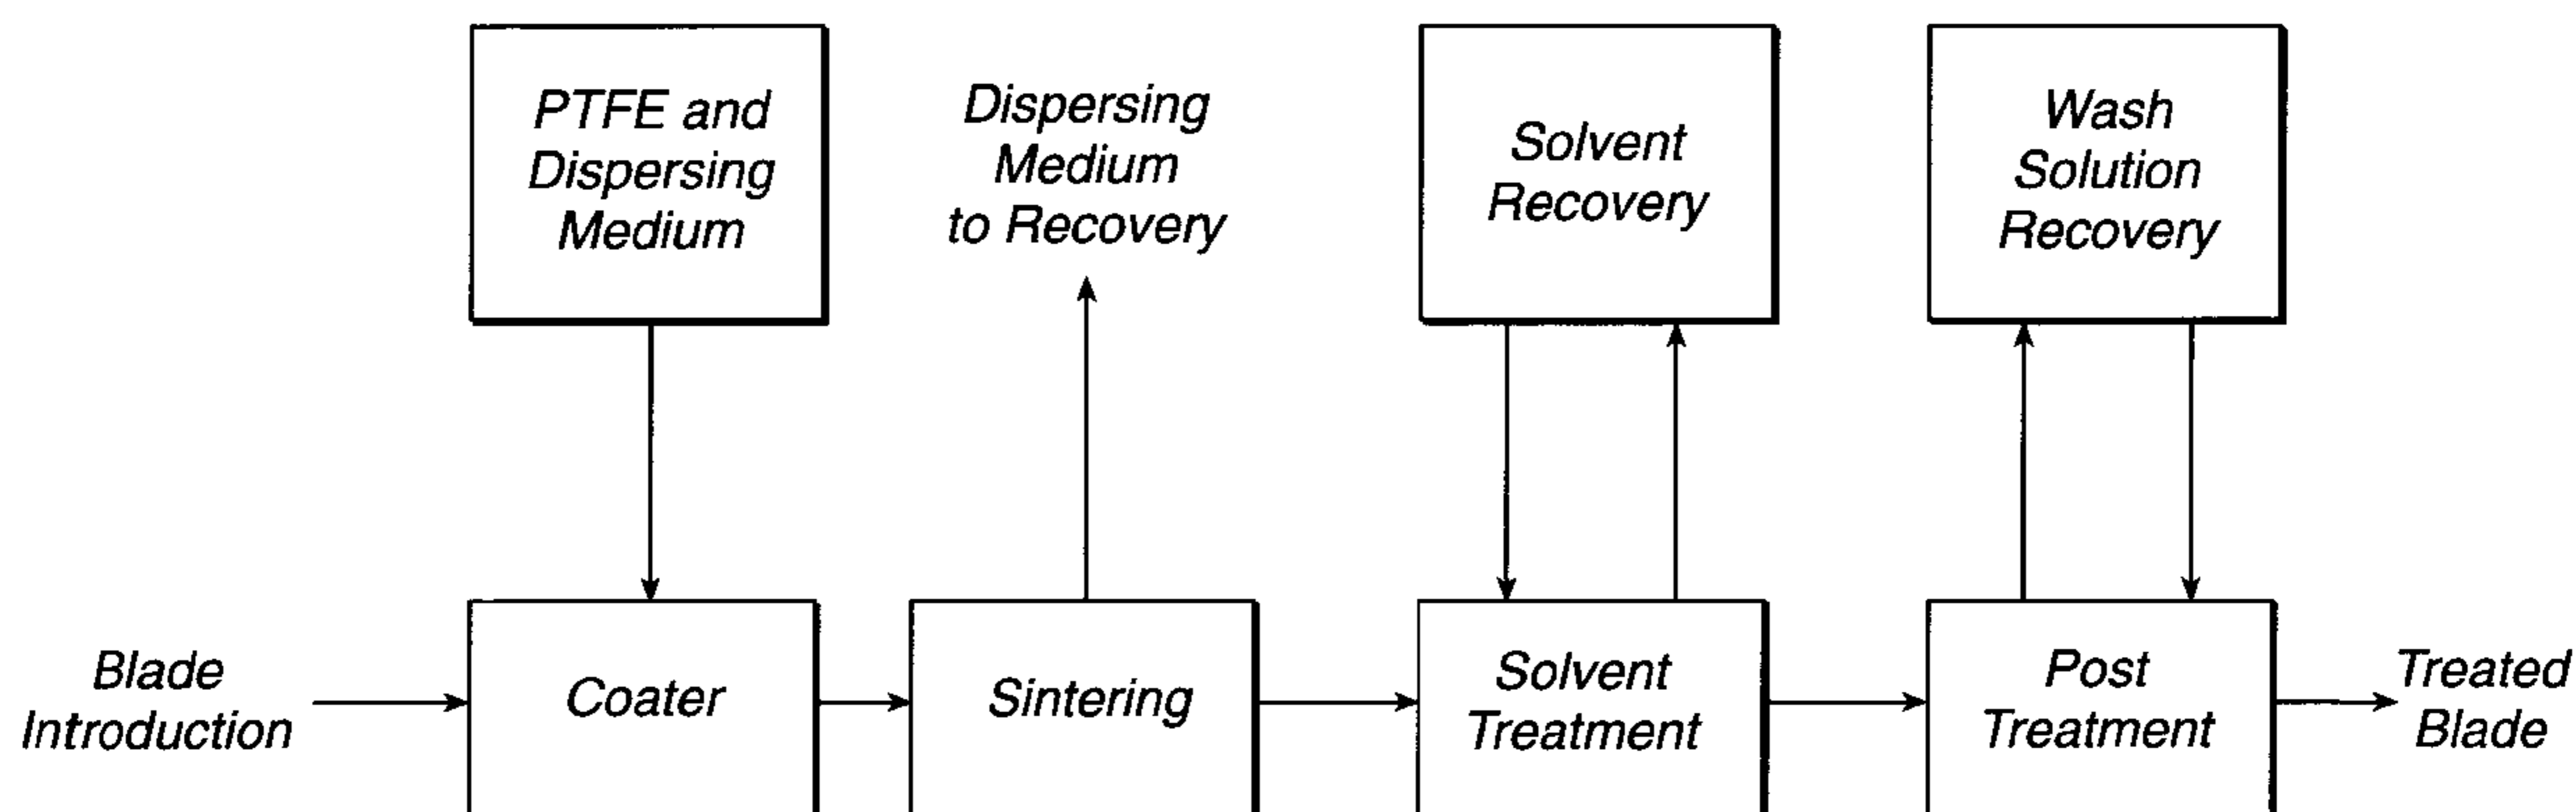 PTFE and
Dispersing
Medium
Dispersing
Medium
to Recovery
Solvent
Recovery
Wash
Solution
Recovery
Blade
Introduction
Coater
Sintering
Solvent
Treatment
Post
Treatment
Treated
Blade